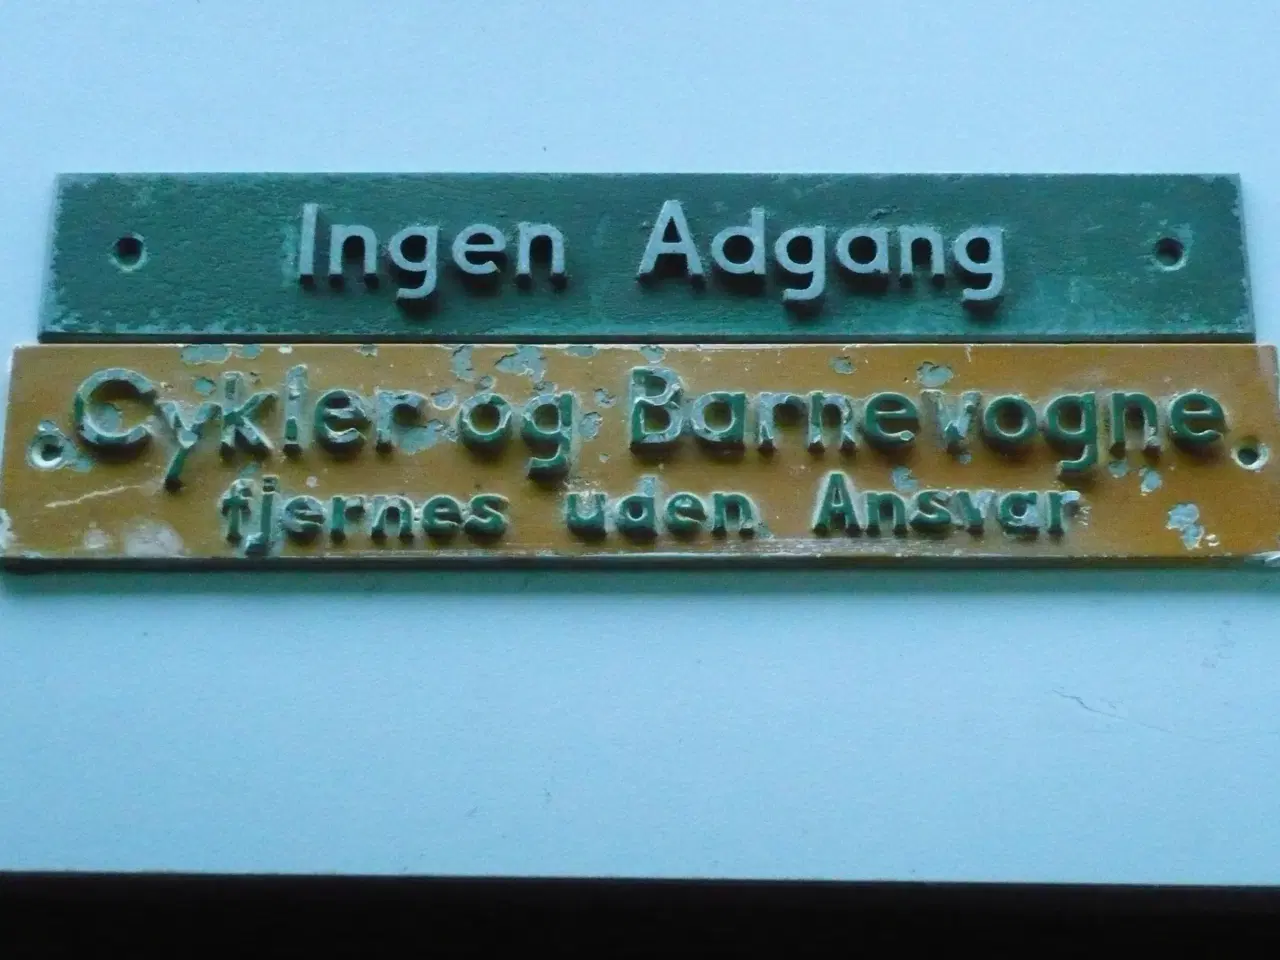 Ingen Adgang
Cykler og Barnevogne
fjernes uden Ansvar